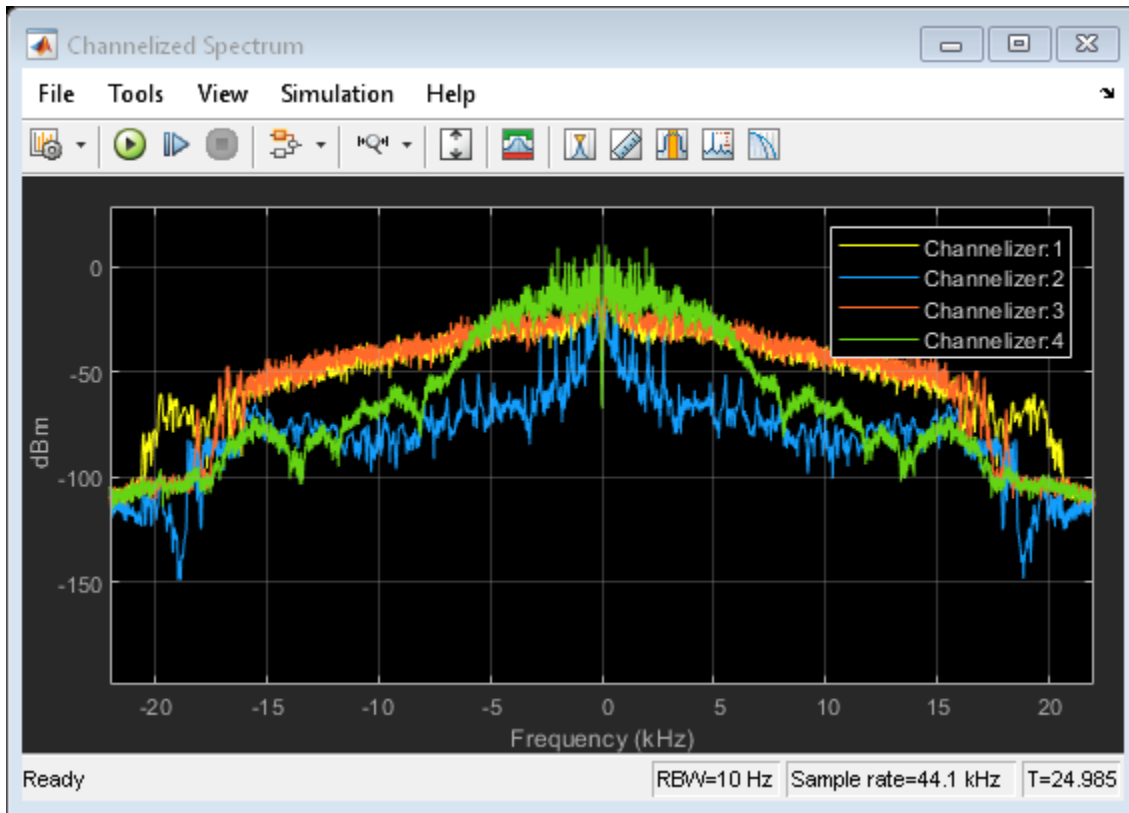 Channelized Spectrum
File Tools View Simulation Help
Channelizer:1
Channelizer:2
Channelizer:3
Channelizer:4
0
-50
-100
-150
dBm
-20 -15 -10 -5 0 5 10 15 20
Frequency (kHz)
Ready RBW=10 Hz Sample rate=44.1 kHz T=24.985